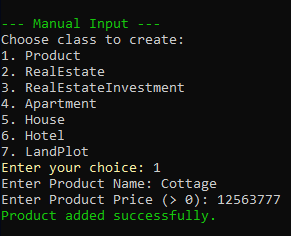 --- Manual Input ---
Choose class to create:
1. Product
2. RealEstate
3. RealEstateInvestment
4. Apartment
5. House
6. Hotel
7. LandPlot
Enter your choice: 1
Enter Product Name: Cottage
Enter Product Price (> 0): 12563777
Product added successfully.